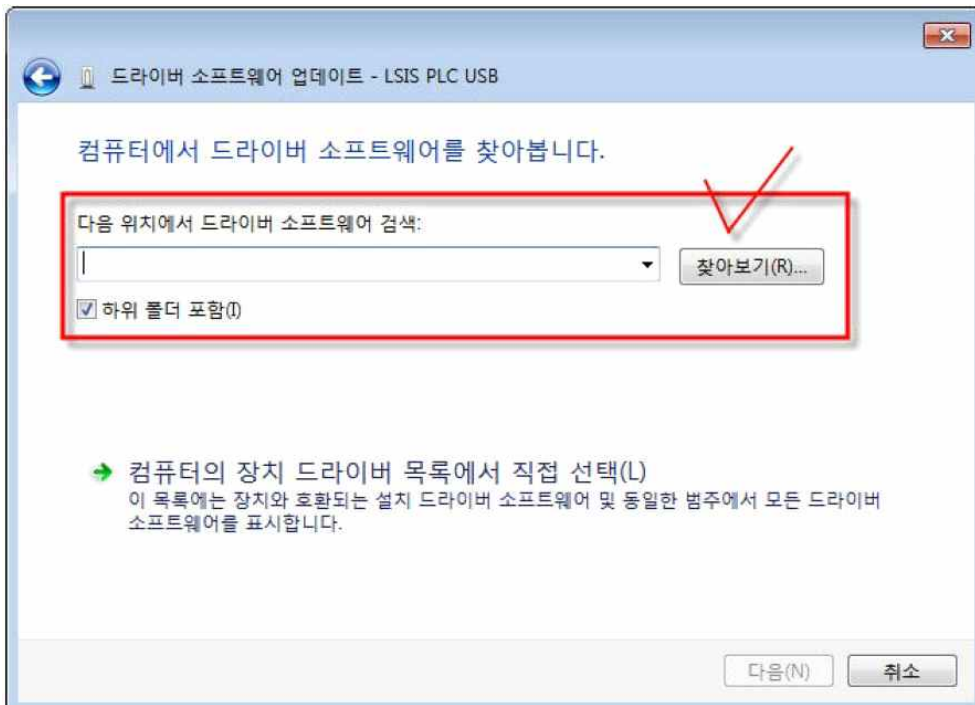 드라이버 소프트웨어 업데이트 - LSIS PLC USB
컴퓨터에서 드라이버 소프트웨어를 찾아봅니다.
다음 위치에서 드라이버 소프트웨어 검색:
찾아보기(R)...
하위 폴더 포함(I)
컴퓨터의 장치 드라이버 목록에서 직접 선택(L)
이 목록에는 장치와 호환되는 설치 드라이버 소프트웨어 및 동일한 범주에서 모든 드라이버
소프트웨어를 표시합니다.
다음(N)
취소